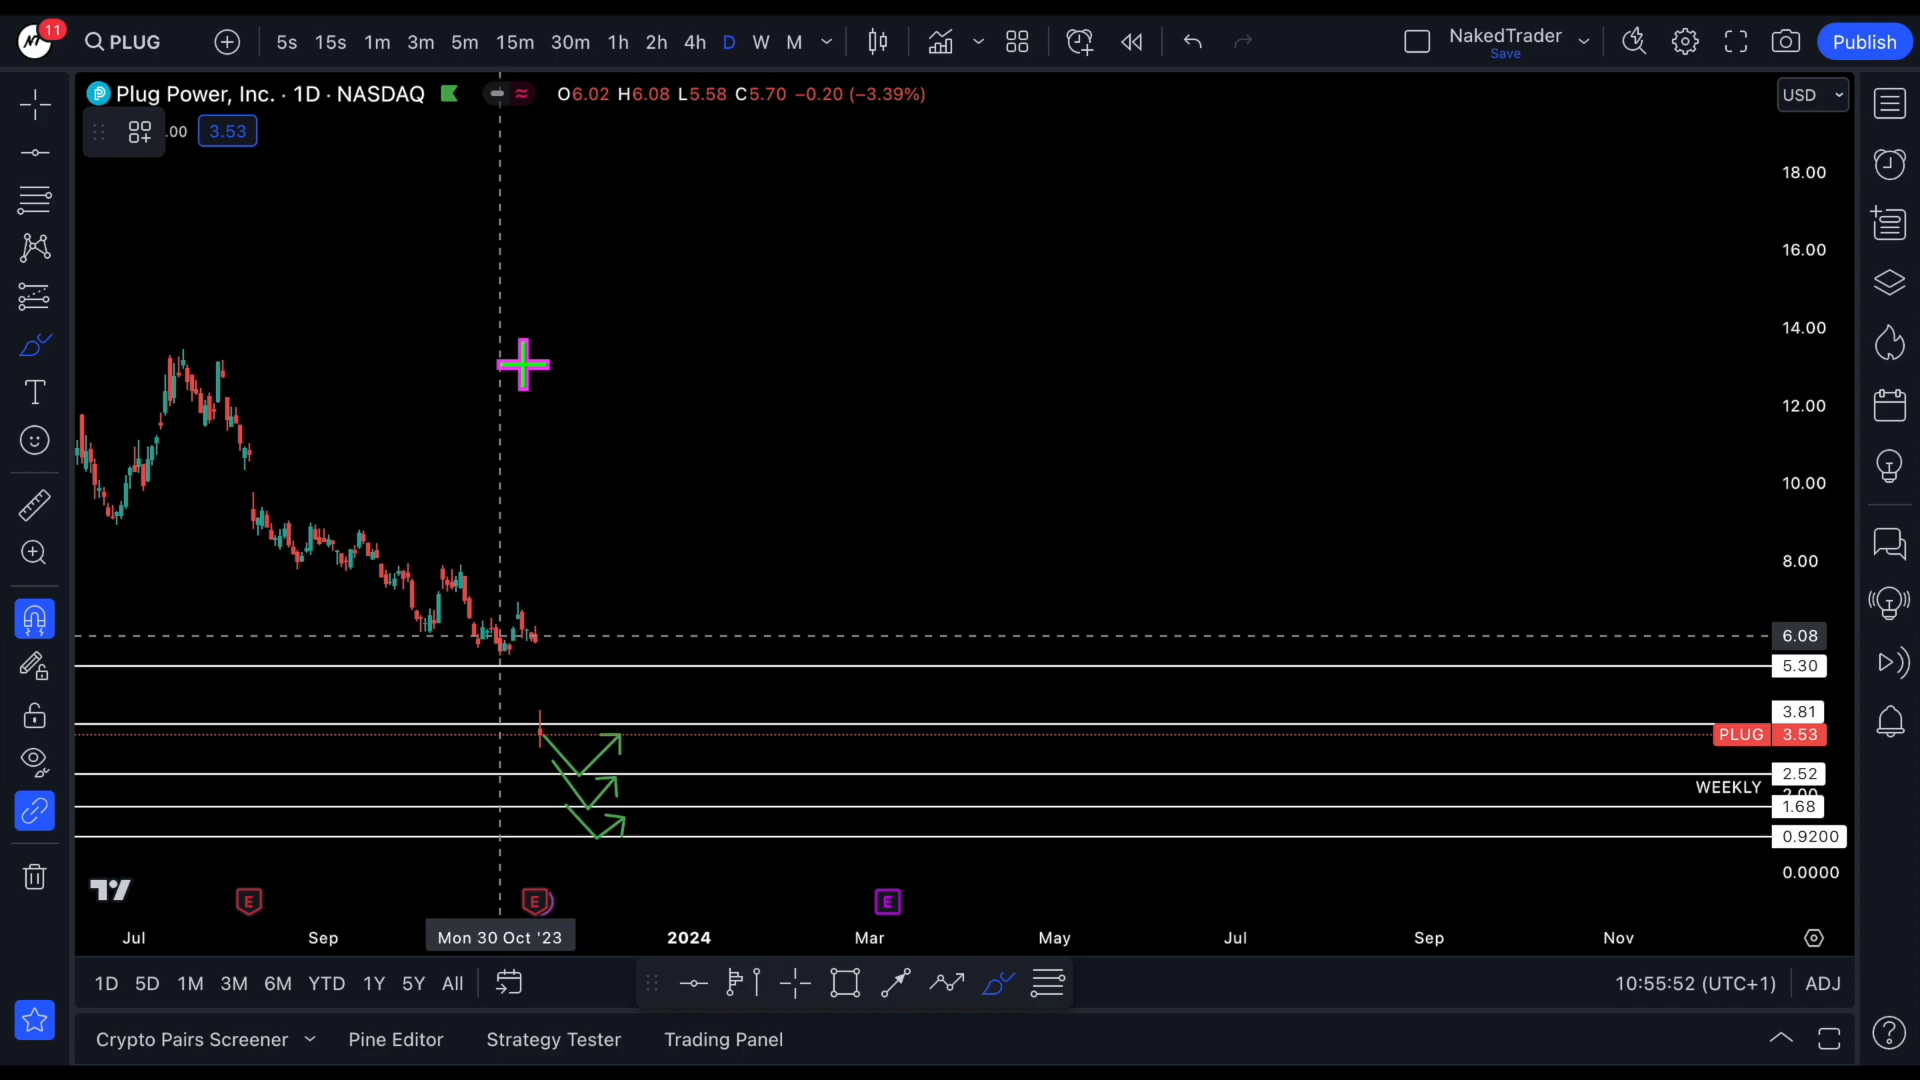 11
PLUG
5s 15s 1m 3m 5m 15m 30m 1h 2h 4h D W M
NakedTrader
Save
Publish
Plug Power, Inc. · 1D · NASDAQ
O6.02 H6.08 L5.58 C5.70 −0.20 (−3.39%)
USD
.00 3.53
18.00
16.00
14.00
12.00
10.00
8.00
6.08
5.30
3.81
PLUG 3.53
2.52
WEEKLY
2.00
1.68
0.9200
0.0000
E E E
Jul Sep Mon 30 Oct '23 2024 Mar May Jul Sep Nov
1D 5D 1M 3M 6M YTD 1Y 5Y All
10:55:52 (UTC+1) ADJ
Crypto Pairs Screener Pine Editor Strategy Tester Trading Panel